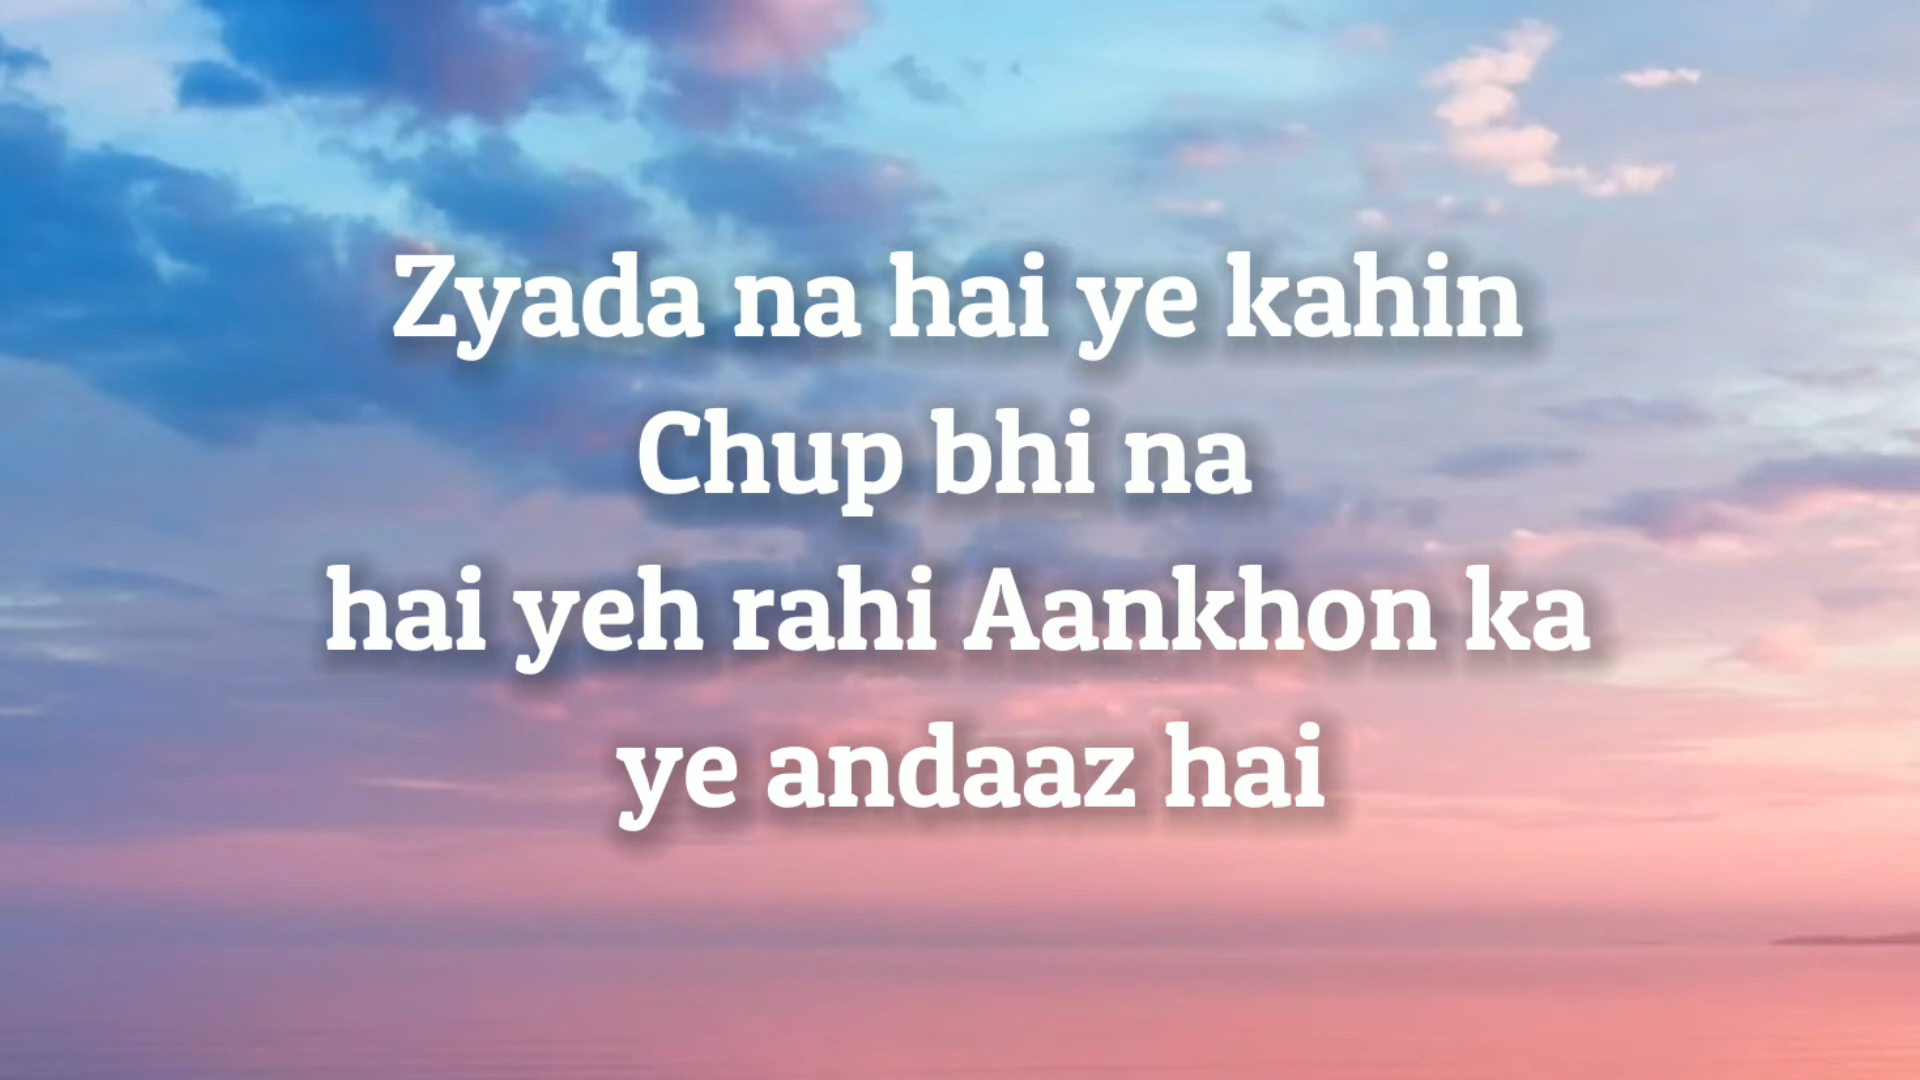 Zyada na hai ye kahin
Chup bhi na
hai yeh rahi Aankhon ka
ye andaaz hai